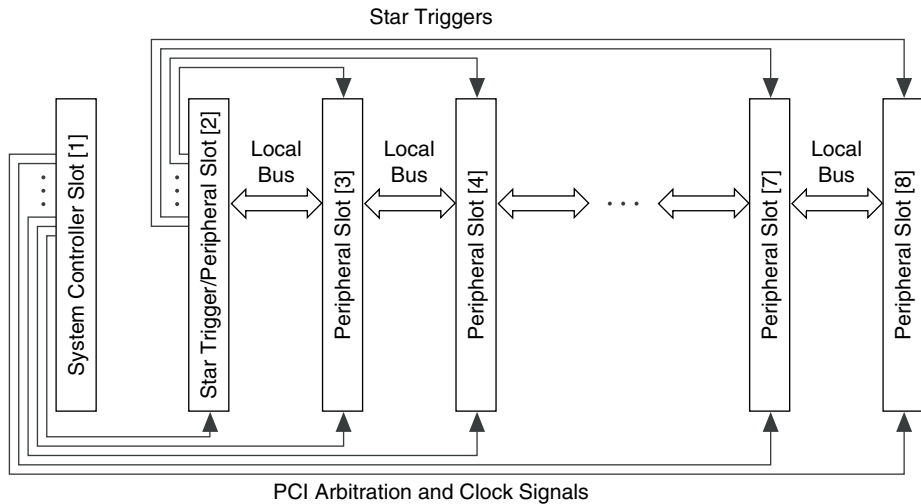 Star Triggers
System Controller Slot [1]
Star Trigger/Peripheral Slot [2]
Local
Bus
Peripheral Slot [3]
Local
Bus
Peripheral Slot [4]
. . .
Peripheral Slot [7]
Local
Bus
Peripheral Slot [8]
PCI Arbitration and Clock Signals